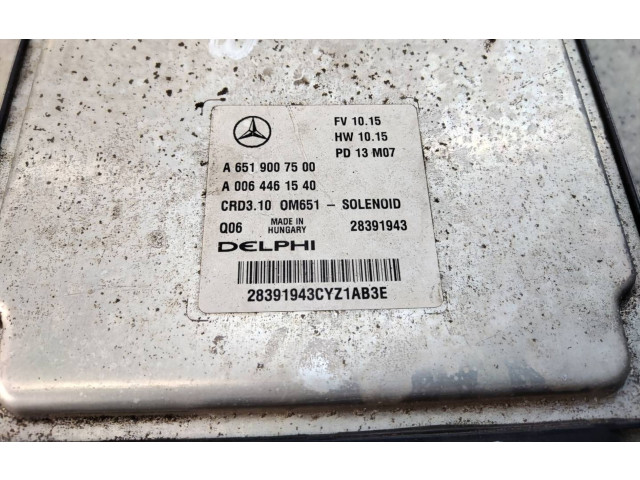 FV 10.15
HW 10.15
PD 13 M07
A 651 900 75 00
A 006 446 15 40
CRD3.10 OM651 - SOLENOID
Q06 MADE IN HUNGARY 28391943
DELPHI
28391943CYZ1AB3E